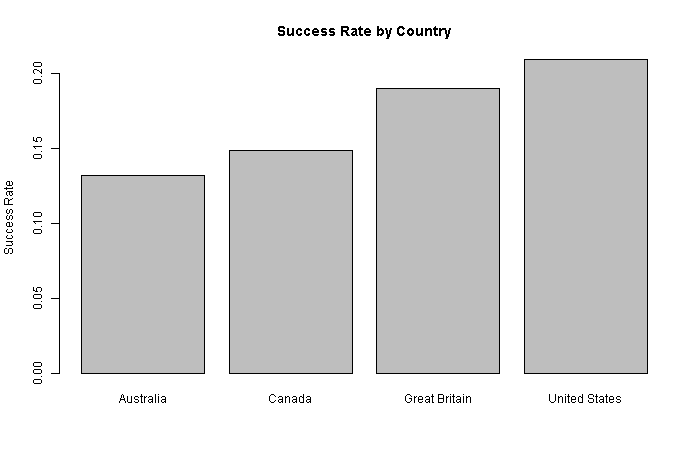 Success Rate by Country
Success Rate
0.20
0.15
0.10
0.05
0.00
Australia Canada Great Britain United States